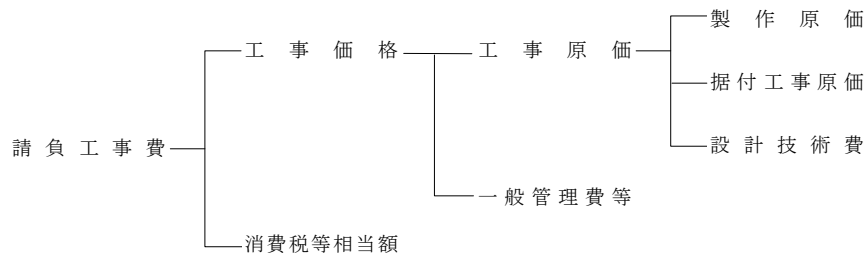 製作原価
工事価格
工事原価
据付工事原価
請負工事費
設計技術費
一般管理費等
消費税等相当額